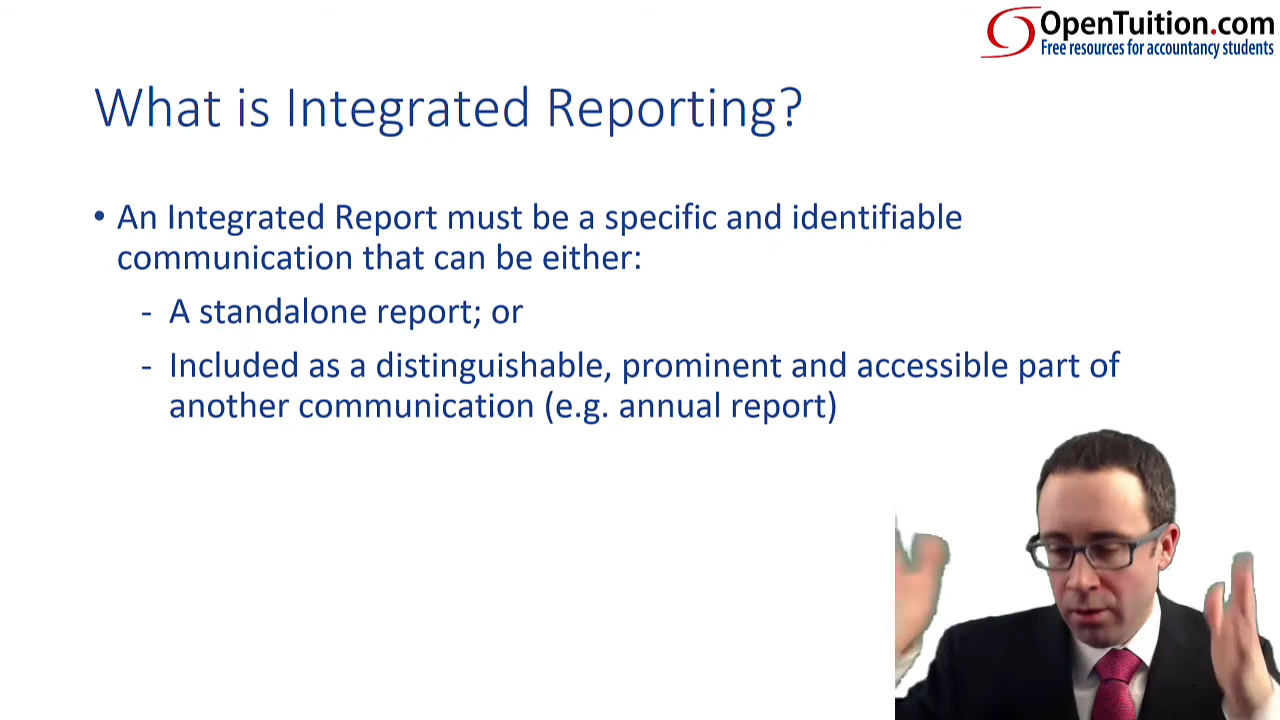 OpenTuition.com
Free resources for accountancy students
What is Integrated Reporting?
• An Integrated Report must be a specific and identifiable
communication that can be either:
- A standalone report; or
- Included as a distinguishable, prominent and accessible part of
another communication (e.g. annual report)